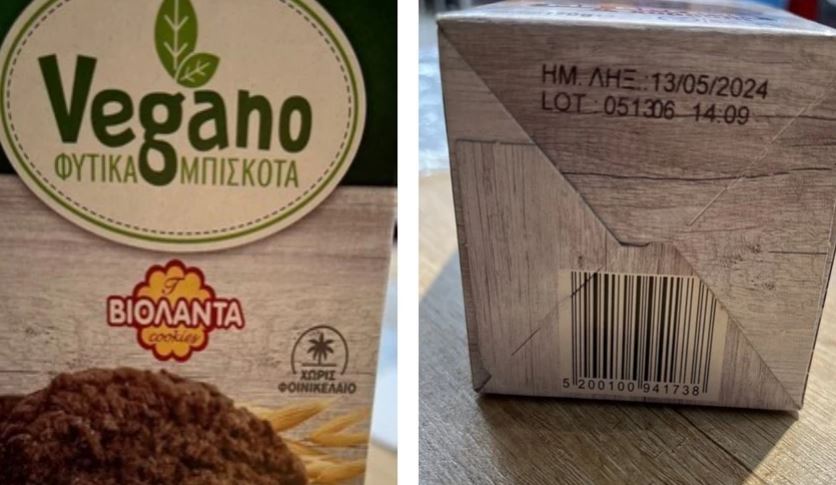 Vegano
ΦΥΤΙΚΑ ΜΠΙΣΚΟΤΑ
ΒΙΟΛΑΝΤΑ
cookies
ΧΩΡΙΣ
ΦΟΙΝΙΚΕΛΑΙΟ
ΗΜ. ΛΗΞ.:13/05/2024
LOT : 051306 14:09
5 200100 941738